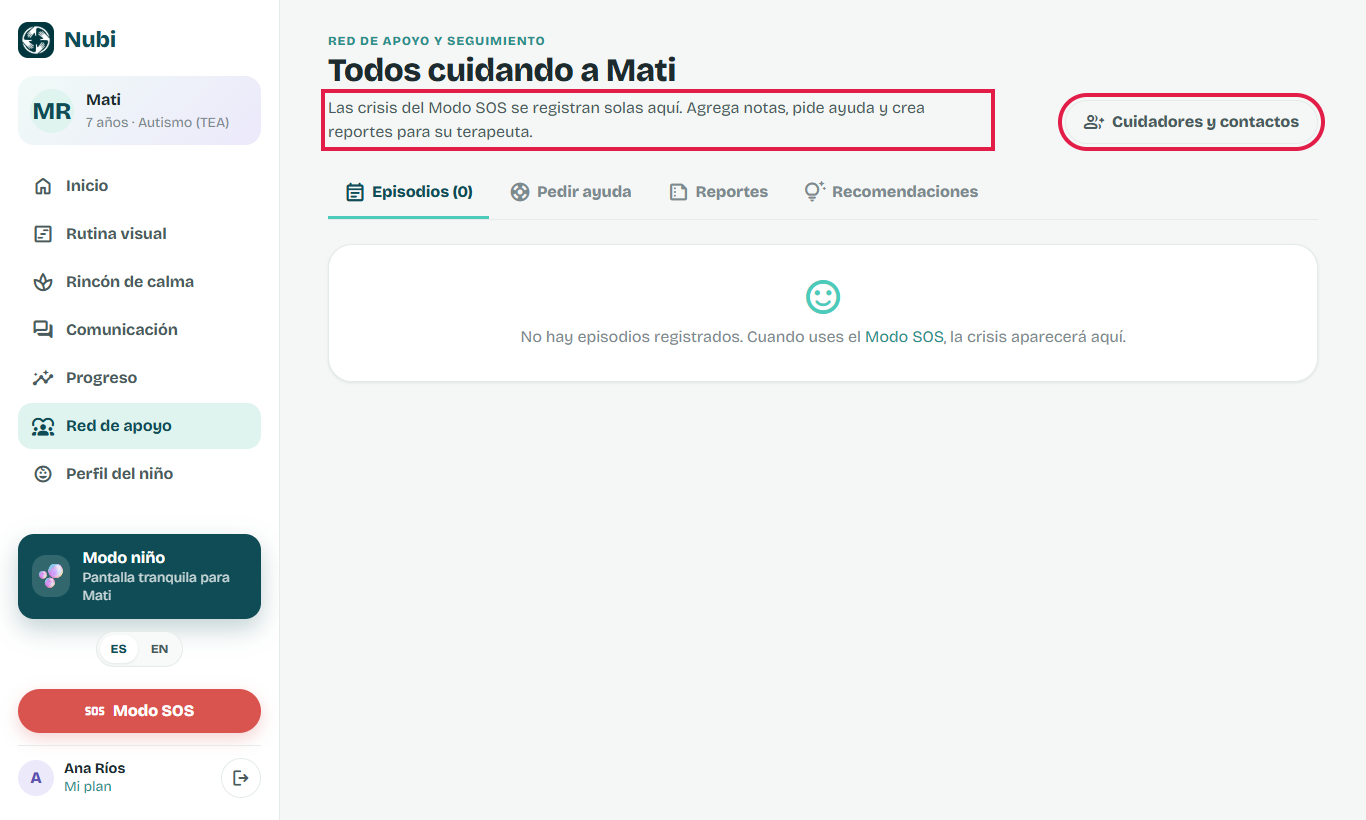 Nubi
MR
Mati
7 años · Autismo (TEA)
Inicio
Rutina visual
Rincón de calma
Comunicación
Progreso
Red de apoyo
Perfil del niño
Modo niño
Pantalla tranquila para
Mati
ES EN
SOS Modo SOS
A
Ana Ríos
Mi plan
RED DE APOYO Y SEGUIMIENTO
Todos cuidando a Mati
Las crisis del Modo SOS se registran solas aquí. Agrega notas, pide ayuda y crea
reportes para su terapeuta.
Cuidadores y contactos
Episodios (0) Pedir ayuda Reportes Recomendaciones
No hay episodios registrados. Cuando uses el Modo SOS, la crisis aparecerá aquí.